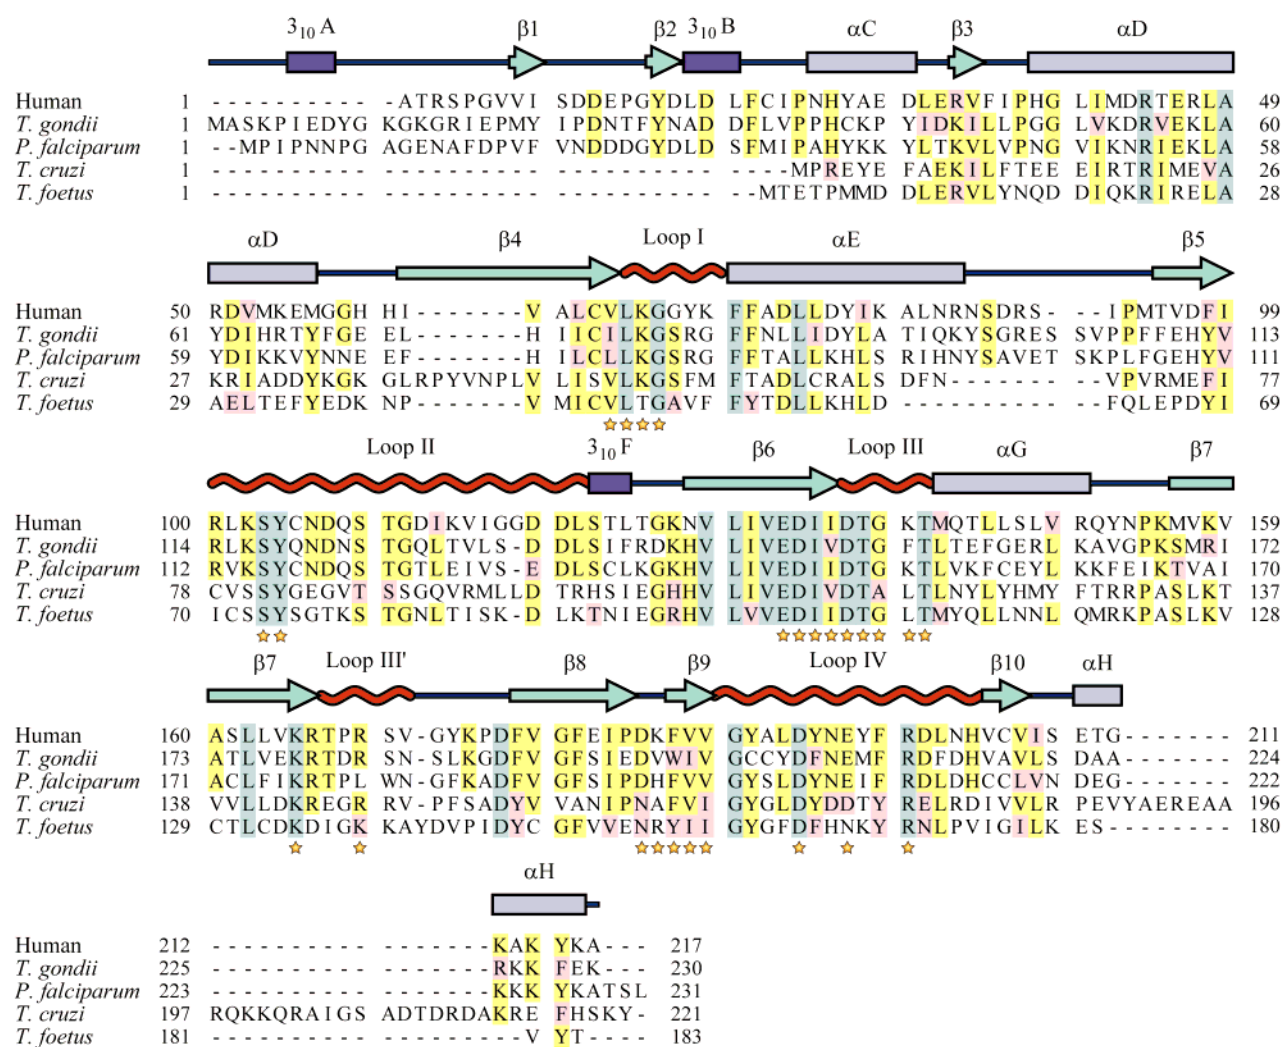 3₁₀ A β1 β2 3₁₀ B αC β3 αD
Human 1 - - - - - - - - - - - ATRSPGVVI SDDEPGYDLD LFCIPNHYAE DLERVFIPHG LIMDRTERLA 49
T. gondii 1 MASKPIEDYG KGKGRIEPMY IPDNTFYNAD DFLVPPHCKP YIDKILLPGG LVKDRVEKLA 60
P. falciparum 1 --MPIPNNPG AGENAFDPVF VNDDDGYDLD SFMIPAHYKK YLTKVLVPNG VIKNRIEKLA 58
T. cruzi 1 - - - - - - - - - - - - - - - - - - - - - - - - - - - - - - - - - - ----MPREYE FAEKILFTEE EIRTRIMEVA 26
T. foetus 1 - - - - - - - - - - - - - - - - - - - - - - - - - - - - - - - - --MTETPMMD DLERVLYNQD DIQKRIRELA 28
αD β4 Loop I αE β5
Human 50 RDVMKEMGGH HI-------V ALCVLKGGYK FFADLLDYIK ALNRNSDRS- --IPMTVDFI 99
T. gondii 61 YDIHRTYFGE EL-------H IICILKGSRG FFNLLIDYLA TIQKYSGRES SVPPFFEHYV 113
P. falciparum 59 YDIKKVYNNE EF-------H ILCLLKGSRG FFTALLKHLS RIHNYSAVET SKPLFGEHYV 111
T. cruzi 27 KRIADDYKGK GLRPYVNPLV LISVLKGSFM FTADLCRALS DFN------- --VPVRMEFI 77
T. foetus 29 AELTEFYEDK NP-------V MICVLTGAVF FYTDLLKHLD ---------- --FQLEPDYI 69
Loop II 3₁₀ F β6 Loop III αG β7
Human 100 RLKSYCNDQS TGDIKVIGGD DLSTLTGKNV LIVEDIIDTG KTMQTLLSLV RQYNPKMVKV 159
T. gondii 114 RLKSYQNDNS TGQLTVLS-D DLSIFRDKHV LIVEDIVDTG FTLTEFGERL KAVGPKSMRI 172
P. falciparum 112 RVKSYCNDQS TGTLEIVS-E DLSCLKGKHV LIVEDIIDTG KTLVKFCEYL KKFEIKTVAI 170
T. cruzi 78 CVSSYGEGVT SSGQVRMLLD TRHSIEGHHV LIVEDIVDTA LTLNYLYHMY FTRRPASLKT 137
T. foetus 70 ICSSYSGTKS TGNLTISK-D LKTNIEGRHV LVVEDIIDTG LTMYQLLNNL QMRKPASLKV 128
β7 Loop III' β8 β9 Loop IV β10 αH
Human 160 ASLLVKRTPR SV-GYKPDFV GFEIPDKFVV GYALDYNEYF RDLNHVCVIS ETG------- 211
T. gondii 173 ATLVEKRTDR SN-SLKGDFV GFSIEDVWIV GCCYDFNEMF RDFDHVAVLS DAA------- 224
P. falciparum 171 ACLFIKRTPL WN-GFKADFV GFSIPDHFVV GYSLDYNEIF RDLDHCCLVN DEG------- 222
T. cruzi 138 VVLLDKREGR RV-PFSADYV VANIPNAFVI GYGLDYDDTY RELRDIVVLR PEVYAEREAA 196
T. foetus 129 CTLCDKDIGK KAYDVPIDYC GFVVENRYII GYGFDFHNKY RNLPVIGILK ES-------- 180
αH
Human 212 ---------- -------KAK YKA--- 217
T. gondii 225 ---------- -------RKK FEK--- 230
P. falciparum 223 ---------- -------KKK YKATSL 231
T. cruzi 197 RQKKQRAIGS ADTDRDAKRE FHSKY- 221
T. foetus 181 ---------- ---------V YT---- 183